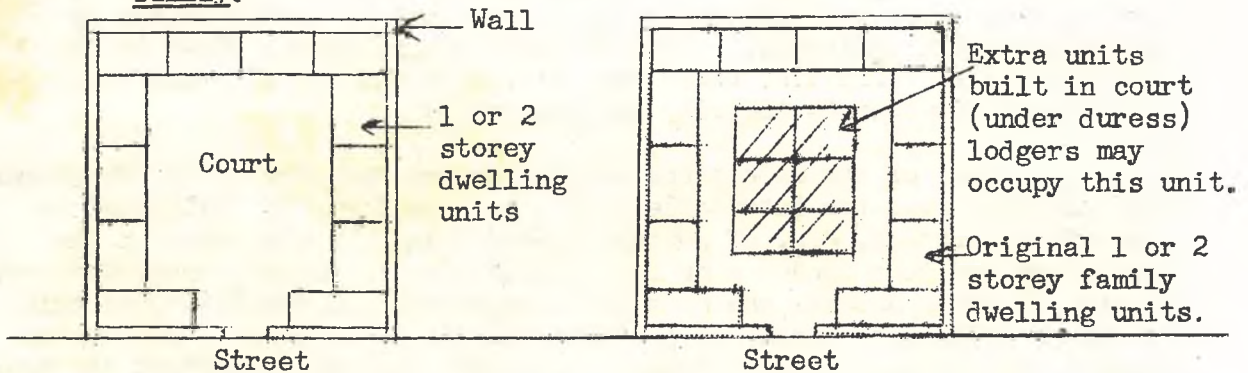 Wall
1 or 2
storey
dwelling
units
Court
Street
Extra units
built in court
(under duress)
lodgers may
occupy this unit.
Original 1 or 2
storey family
dwelling units.
Street